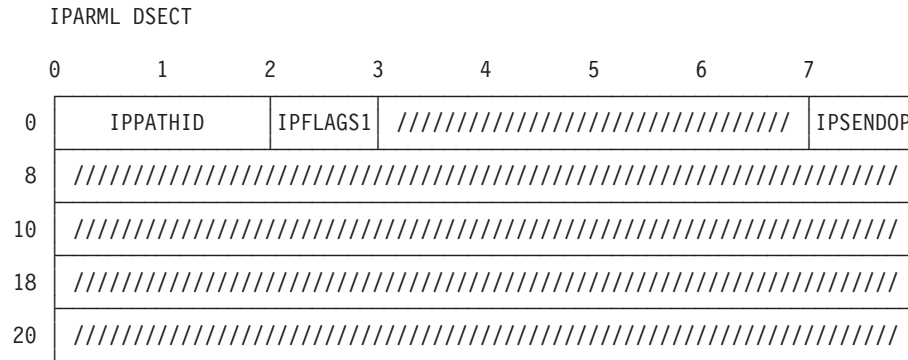 IPARML DSECT
0 1 2 3 4 5 6 7
0 IPPATHID IPFLAGS1 ///////////////////////////////// IPSENDOP
8 /////////////////////////////////////////////////////////////////////
10 /////////////////////////////////////////////////////////////////////
18 /////////////////////////////////////////////////////////////////////
20 /////////////////////////////////////////////////////////////////////